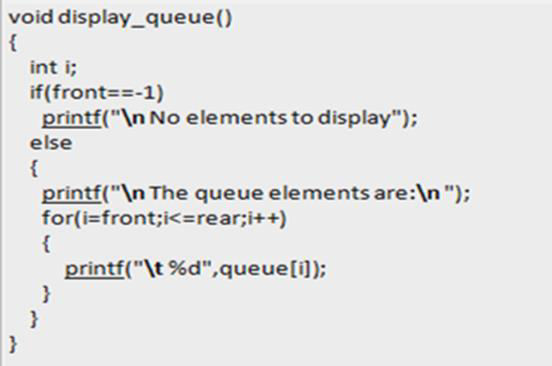 void display_queue()
{
int i;
if(front==-1)
printf("\n No elements to display");
else
{
printf("\n The queue elements are:\n ");
for(i=front;i<=rear;i++)
{
printf("\t %d",queue[i]);
}
}
}